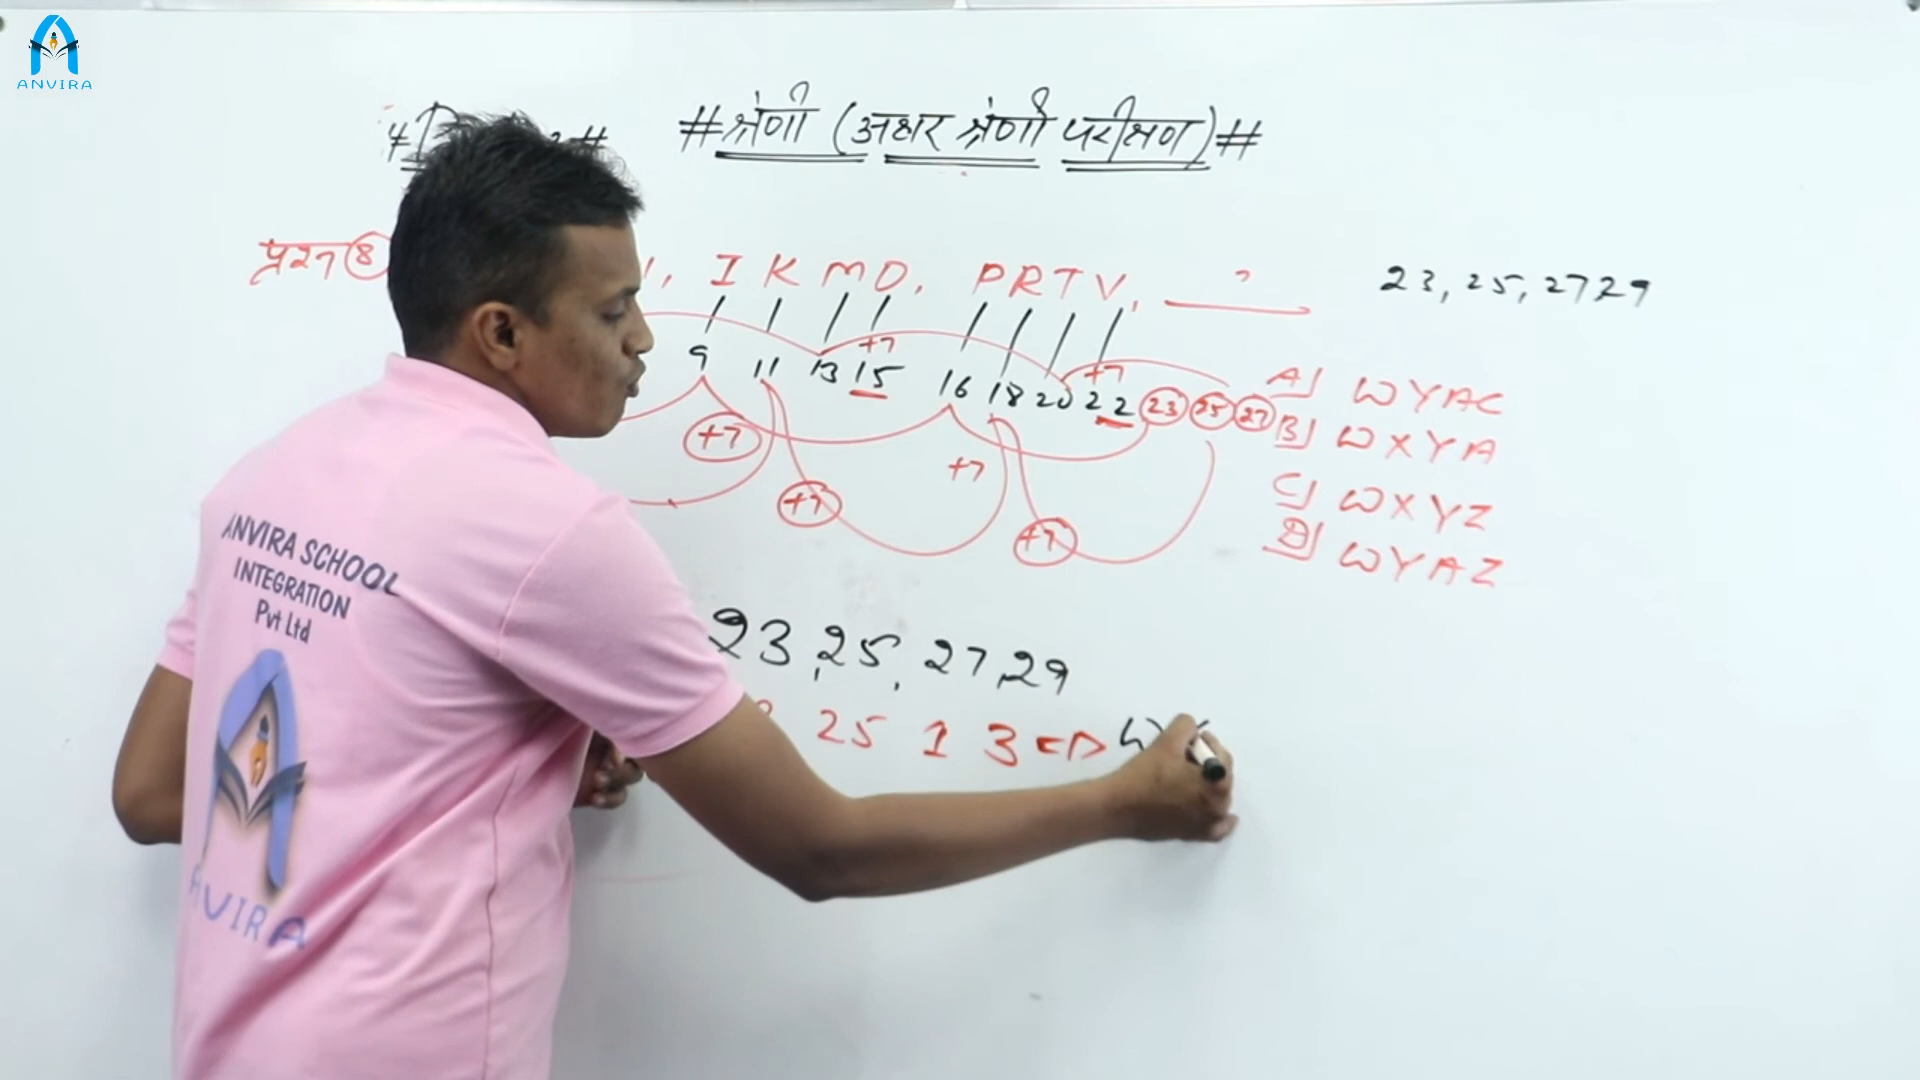 ANVIRA
# श्रेणी (अक्षर श्रेणी परीक्षण) #
प्रश्न 8
, I K M O, P R T V, ?
23, 25, 27 29
9 11 13 15 16 18 20 22 23 25 27
+7 +7
+7 +7 +7 +7
A) W Y A C
B) W X Y A
C) W X Y Z
D) W Y A Z
23, 25, 27, 29
25 1 3 => W
ANVIRA SCHOOL
INTEGRATION
Pvt Ltd
ANVIRA